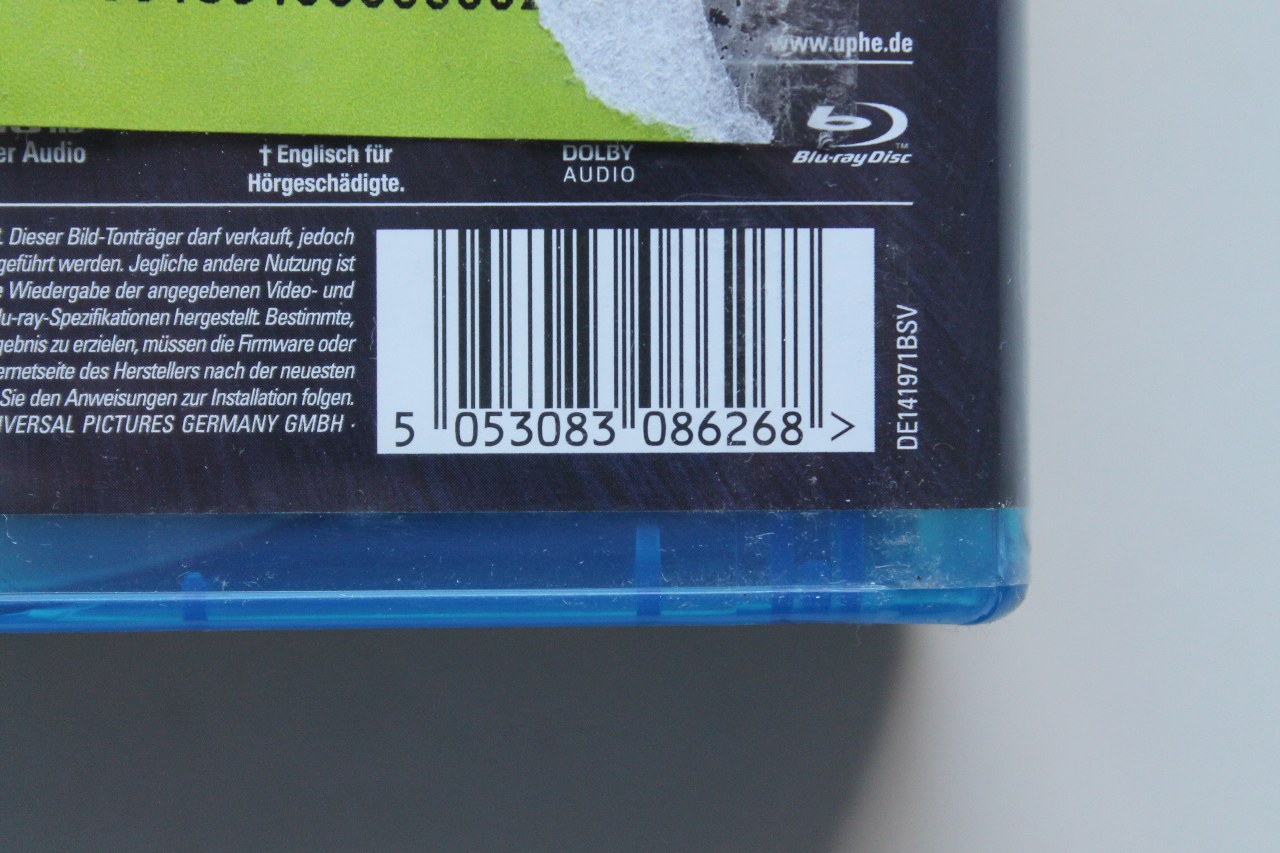 www.uphe.de
Blu-ray Disc
™
er Audio
† Englisch für
Hörgeschädigte.
DOLBY
AUDIO
Dieser Bild-Tonträger darf verkauft, jedoch
geführt werden. Jegliche andere Nutzung ist
Wiedergabe der angegebenen Video- und
lu-ray-Spezifikationen hergestellt. Bestimmte,
gebnis zu erzielen, müssen die Firmware oder
ernetseite des Herstellers nach der neuesten
Sie den Anweisungen zur Installation folgen.
IVERSAL PICTURES GERMANY GMBH ·
5 053083 086268 >
DE141971BSV